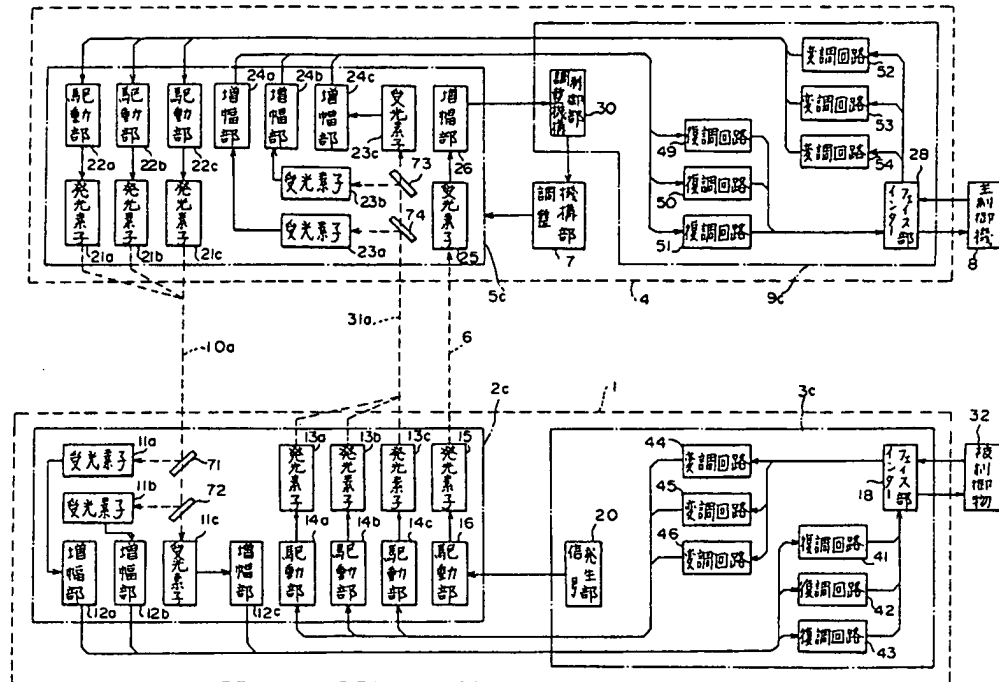 駆動部
22a
駆動部
22b
駆動部
22c
24a
増幅部
24b
増幅部
24c
増幅部
受光素子
23c
増幅部
26
調整機構制御部
30
変調回路
52
変調回路
53
変調回路
54
復調回路
49
復調回路
50
復調回路
51
28
インターフェイス部
主制御機
8
発光素子
21a
発光素子
21b
発光素子
21c
受光素子
23b
受光素子
23a
73
74
受光素子
25
調整機構部
7
5c
4
9c
10a
31a
6
1
2c
3c
32
11a
受光素子
71
11b
受光素子
72
11c
受光素子
13a
発光素子
13b
発光素子
13c
発光素子
15
発光素子
増幅部
12a
増幅部
12b
増幅部
12c
14a
駆動部
14b
駆動部
14c
駆動部
16
駆動部
20
信号発生部
44
変調回路
45
変調回路
46
変調回路
インターフェイス部
18
被制御物
復調回路
41
復調回路
42
復調回路
43